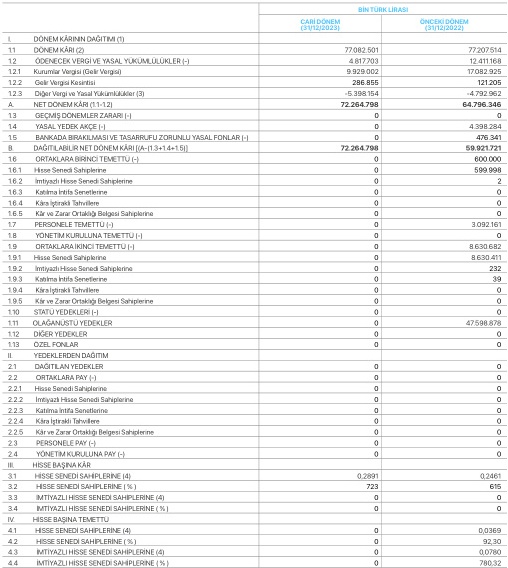 BİN TÜRK LİRASI
CARİ DÖNEM ÖNCEKİ DÖNEM
(31/12/2023) (31/12/2022)
I. DÖNEM KÂRININ DAĞITIMI (1)
1.1 DÖNEM KÂRI (2) 77.082.501 77.207.514
1.2 ÖDENECEK VERGİ VE YASAL YÜKÜMLÜLÜKLER (-) 4.817.703 12.411.168
1.2.1 Kurumlar Vergisi (Gelir Vergisi) 9.929.002 17.082.925
1.2.2 Gelir Vergisi Kesintisi 286.855 121.205
1.2.3 Diğer Vergi ve Yasal Yükümlülükler (3) -5.398.154 -4.792.962
A. NET DÖNEM KÂRI (1.1-1.2) 72.264.798 64.796.346
1.3 GEÇMİŞ DÖNEMLER ZARARI (-) 0 0
1.4 YASAL YEDEK AKÇE (-) 0 4.398.284
1.5 BANKADA BIRAKILMASI VE TASARRUFU ZORUNLU YASAL FONLAR (-) 0 476.341
B. DAĞITILABİLİR NET DÖNEM KÂRI [(A-(1.3+1.4+1.5)] 72.264.798 59.921.721
1.6 ORTAKLARA BİRİNCİ TEMETTÜ (-) 0 600.000
1.6.1 Hisse Senedi Sahiplerine 0 599.998
1.6.2 İmtiyazlı Hisse Senedi Sahiplerine 0 2
1.6.3 Katılma İntifa Senetlerine 0 0
1.6.4 Kâra İştirakli Tahvillere 0 0
1.6.5 Kâr ve Zarar Ortaklığı Belgesi Sahiplerine 0 0
1.7 PERSONELE TEMETTÜ (-) 0 3.092.161
1.8 YÖNETİM KURULUNA TEMETTÜ (-) 0 0
1.9 ORTAKLARA İKİNCİ TEMETTÜ (-) 0 8.630.682
1.9.1 Hisse Senedi Sahiplerine 0 8.630.411
1.9.2 İmtiyazlı Hisse Senedi Sahiplerine 0 232
1.9.3 Katılma İntifa Senetlerine 0 39
1.9.4 Kâra İştirakli Tahvillere 0 0
1.9.5 Kâr ve Zarar Ortaklığı Belgesi Sahiplerine 0 0
1.10 STATÜ YEDEKLERİ (-) 0 0
1.11 OLAĞANÜSTÜ YEDEKLER 0 47.598.878
1.12 DİĞER YEDEKLER 0 0
1.13 ÖZEL FONLAR 0 0
II. YEDEKLERDEN DAĞITIM
2.1 DAĞITILAN YEDEKLER 0 0
2.2 ORTAKLARA PAY (-) 0 0
2.2.1 Hisse Senedi Sahiplerine 0 0
2.2.2 İmtiyazlı Hisse Senedi Sahiplerine 0 0
2.2.3 Katılma İntifa Senetlerine 0 0
2.2.4 Kâra İştirakli Tahvillere 0 0
2.2.5 Kâr ve Zarar Ortaklığı Belgesi Sahiplerine 0 0
2.3 PERSONELE PAY (-) 0 0
2.4 YÖNETİM KURULUNA PAY (-) 0 0
III. HİSSE BAŞINA KÂR
3.1 HİSSE SENEDİ SAHİPLERİNE (4) 0,2891 0,2461
3.2 HİSSE SENEDİ SAHİPLERİNE ( % ) 723 615
3.3 İMTİYAZLI HİSSE SENEDİ SAHİPLERİNE (4) 0 0
3.4 İMTİYAZLI HİSSE SENEDİ SAHİPLERİNE ( % ) 0 0
IV. HİSSE BAŞINA TEMETTÜ
4.1 HİSSE SENEDİ SAHİPLERİNE (4) 0 0,0369
4.2 HİSSE SENEDİ SAHİPLERİNE ( % ) 0 92,30
4.3 İMTİYAZLI HİSSE SENEDİ SAHİPLERİNE (4) 0 0,0780
4.4 İMTİYAZLI HİSSE SENEDİ SAHİPLERİNE ( % ) 0 780,32